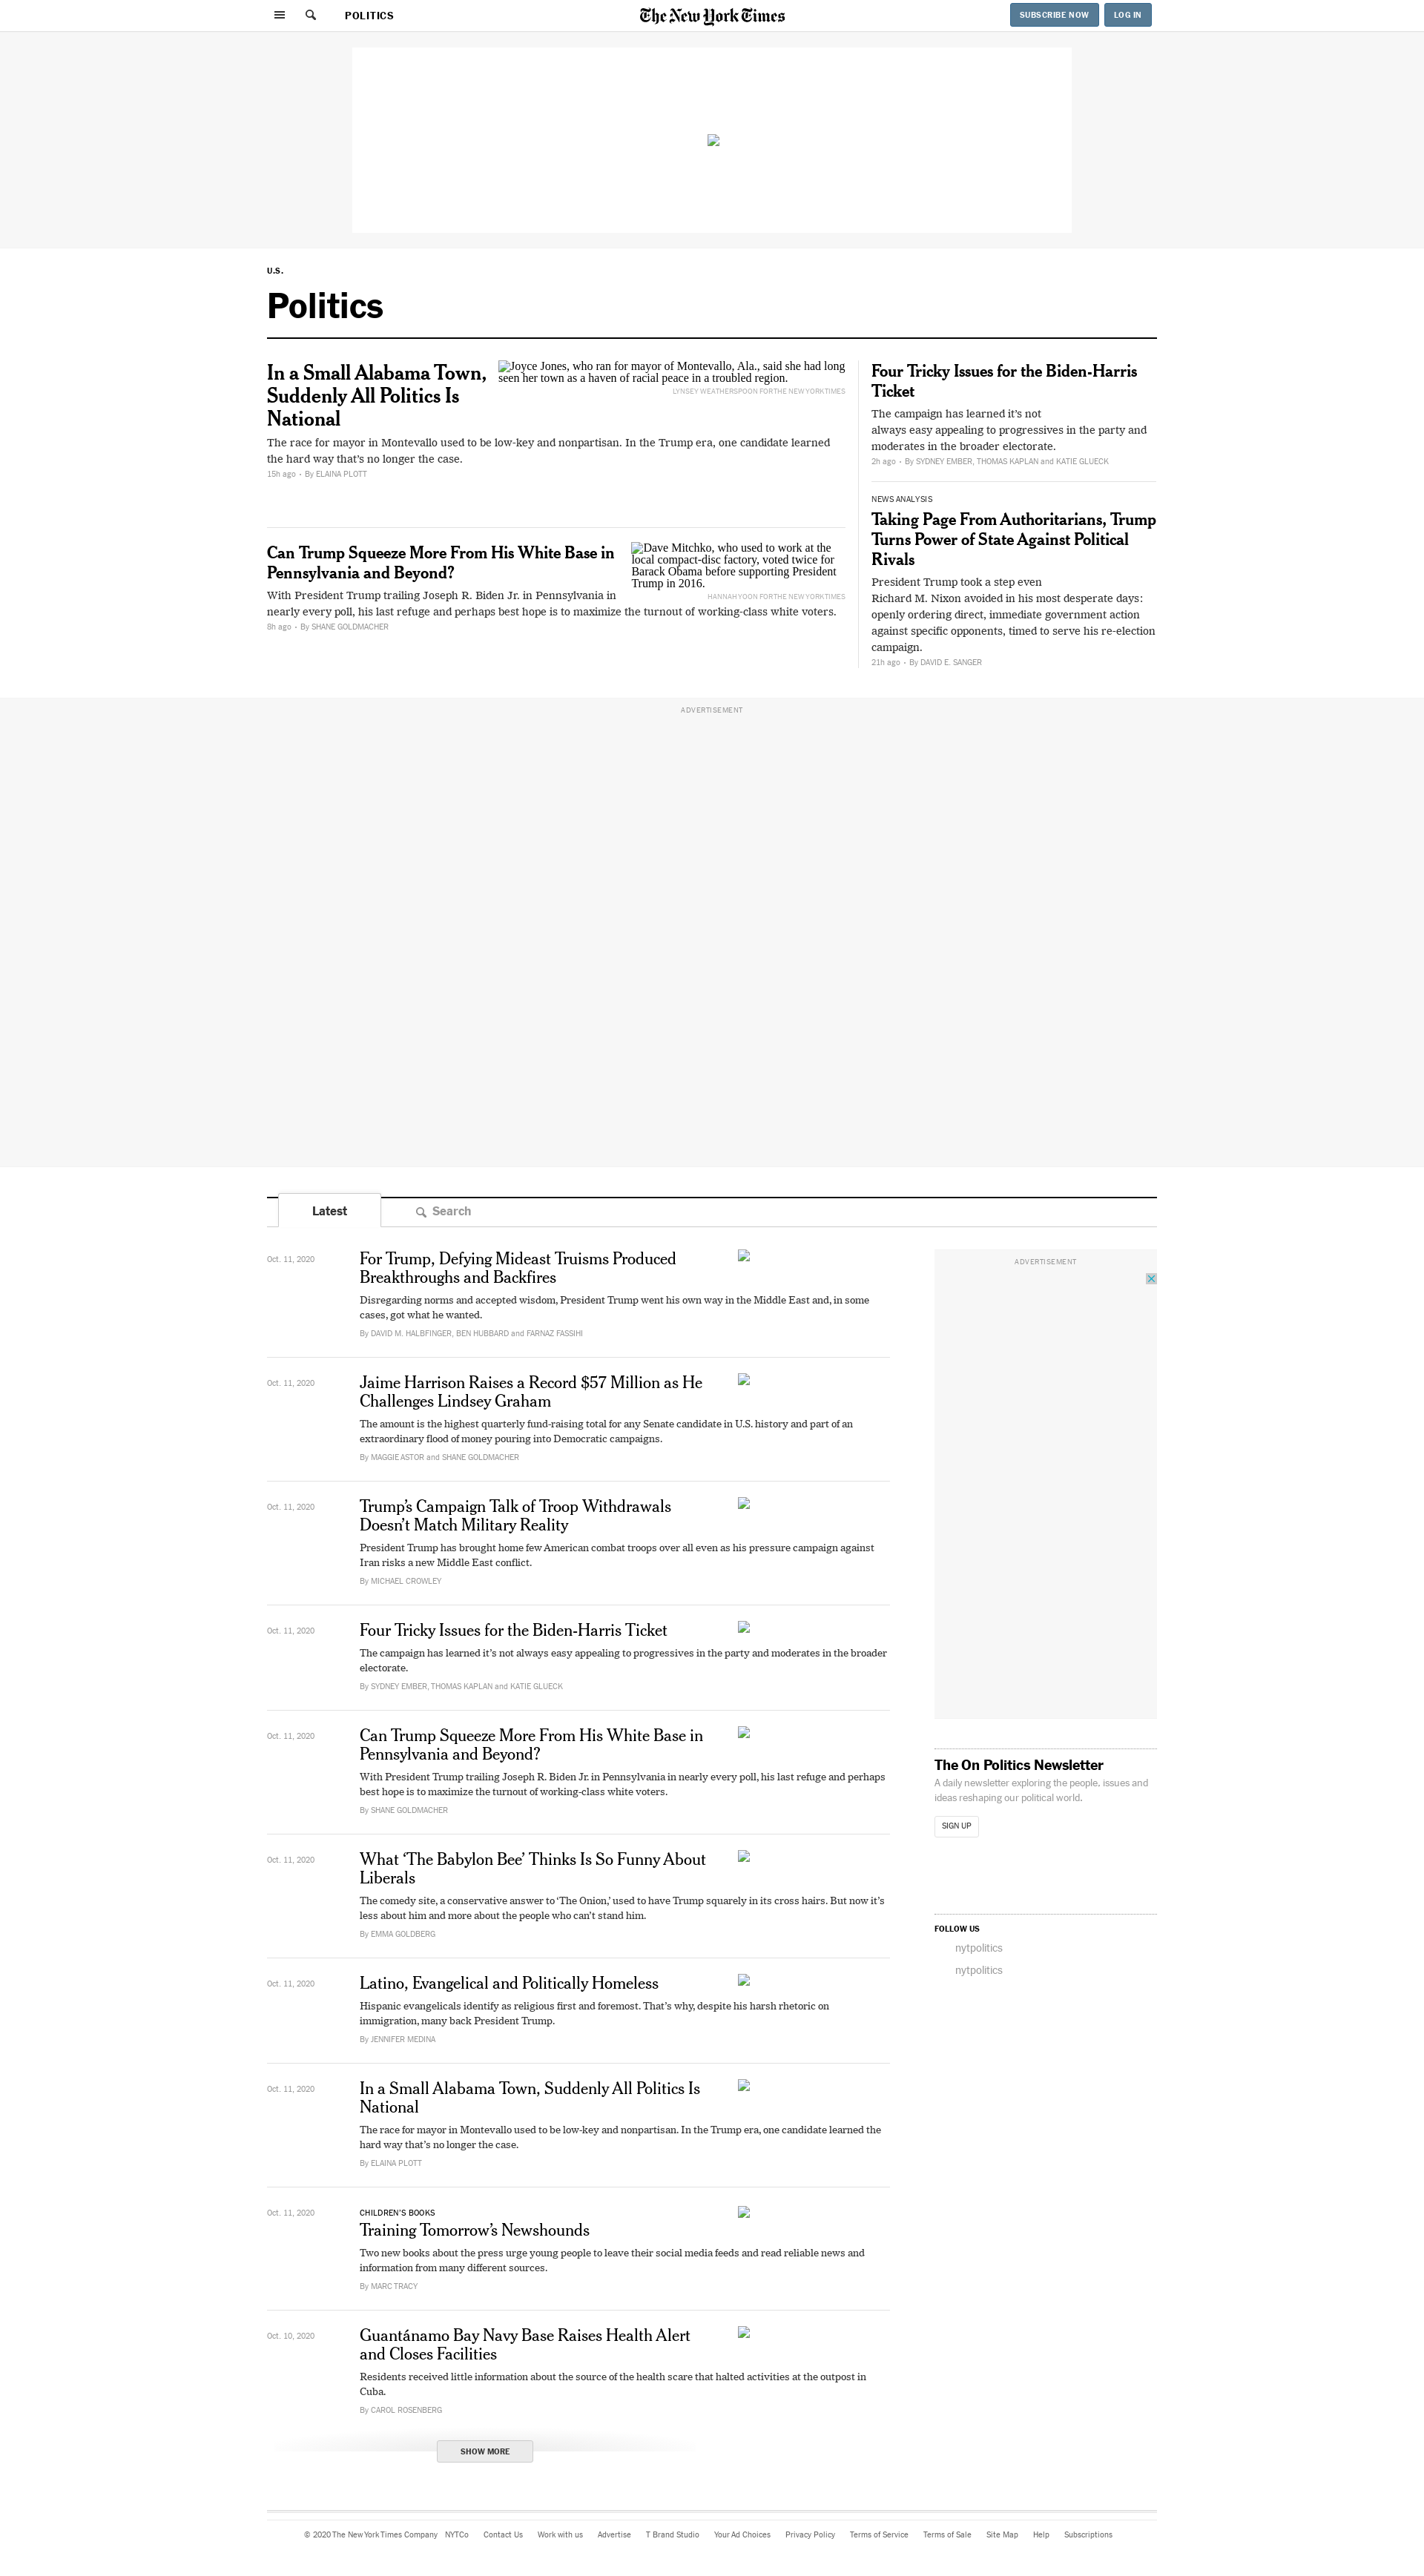 POLITICS
The New York Times
SUBSCRIBE NOW
LOG IN
U.S.
Politics
In a Small Alabama Town,
Suddenly All Politics Is
National
Joyce Jones, who ran for mayor of Montevallo, Ala., said she had long
seen her town as a haven of racial peace in a troubled region.
LYNSEY WEATHERSPOON FOR THE NEW YORK TIMES
The race for mayor in Montevallo used to be low-key and nonpartisan. In the Trump era, one candidate learned
the hard way that's no longer the case.
15h ago • By ELAINA PLOTT
Can Trump Squeeze More From His White Base in
Pennsylvania and Beyond?
Dave Mitchko, who used to work at the
local compact-disc factory, voted twice for
Barack Obama before supporting President
Trump in 2016.
HANNAH YOON FOR THE NEW YORK TIMES
With President Trump trailing Joseph R. Biden Jr. in Pennsylvania in
nearly every poll, his last refuge and perhaps best hope is to maximize the turnout of working-class white voters.
8h ago • By SHANE GOLDMACHER
Four Tricky Issues for the Biden-Harris
Ticket
The campaign has learned it's not
always easy appealing to progressives in the party and
moderates in the broader electorate.
2h ago • By SYDNEY EMBER, THOMAS KAPLAN and KATIE GLUECK
NEWS ANALYSIS
Taking Page From Authoritarians, Trump
Turns Power of State Against Political
Rivals
President Trump took a step even
Richard M. Nixon avoided in his most desperate days:
openly ordering direct, immediate government action
against specific opponents, timed to serve his re-election
campaign.
21h ago • By DAVID E. SANGER
ADVERTISEMENT
Latest
Search
Oct. 11, 2020
For Trump, Defying Mideast Truisms Produced
Breakthroughs and Backfires
Disregarding norms and accepted wisdom, President Trump went his own way in the Middle East and, in some
cases, got what he wanted.
By DAVID M. HALBFINGER, BEN HUBBARD and FARNAZ FASSIHI
Oct. 11, 2020
Jaime Harrison Raises a Record $57 Million as He
Challenges Lindsey Graham
The amount is the highest quarterly fund-raising total for any Senate candidate in U.S. history and part of an
extraordinary flood of money pouring into Democratic campaigns.
By MAGGIE ASTOR and SHANE GOLDMACHER
Oct. 11, 2020
Trump's Campaign Talk of Troop Withdrawals
Doesn't Match Military Reality
President Trump has brought home few American combat troops over all even as his pressure campaign against
Iran risks a new Middle East conflict.
By MICHAEL CROWLEY
Oct. 11, 2020
Four Tricky Issues for the Biden-Harris Ticket
The campaign has learned it's not always easy appealing to progressives in the party and moderates in the broader
electorate.
By SYDNEY EMBER, THOMAS KAPLAN and KATIE GLUECK
Oct. 11, 2020
Can Trump Squeeze More From His White Base in
Pennsylvania and Beyond?
With President Trump trailing Joseph R. Biden Jr. in Pennsylvania in nearly every poll, his last refuge and perhaps
best hope is to maximize the turnout of working-class white voters.
By SHANE GOLDMACHER
Oct. 11, 2020
What ‘The Babylon Bee’ Thinks Is So Funny About
Liberals
The comedy site, a conservative answer to ‘The Onion,’ used to have Trump squarely in its cross hairs. But now it's
less about him and more about the people who can't stand him.
By EMMA GOLDBERG
Oct. 11, 2020
Latino, Evangelical and Politically Homeless
Hispanic evangelicals identify as religious first and foremost. That's why, despite his harsh rhetoric on
immigration, many back President Trump.
By JENNIFER MEDINA
Oct. 11, 2020
In a Small Alabama Town, Suddenly All Politics Is
National
The race for mayor in Montevallo used to be low-key and nonpartisan. In the Trump era, one candidate learned the
hard way that's no longer the case.
By ELAINA PLOTT
Oct. 11, 2020
CHILDREN'S BOOKS
Training Tomorrow's Newshounds
Two new books about the press urge young people to leave their social media feeds and read reliable news and
information from many different sources.
By MARC TRACY
Oct. 10, 2020
Guantánamo Bay Navy Base Raises Health Alert
and Closes Facilities
Residents received little information about the source of the health scare that halted activities at the outpost in
Cuba.
By CAROL ROSENBERG
SHOW MORE
ADVERTISEMENT
The On Politics Newsletter
A daily newsletter exploring the people, issues and
ideas reshaping our political world.
SIGN UP
FOLLOW US
nytpolitics
nytpolitics
© 2020 The New York Times Company NYTCo Contact Us Work with us Advertise T Brand Studio Your Ad Choices Privacy Policy Terms of Service Terms of Sale Site Map Help Subscriptions